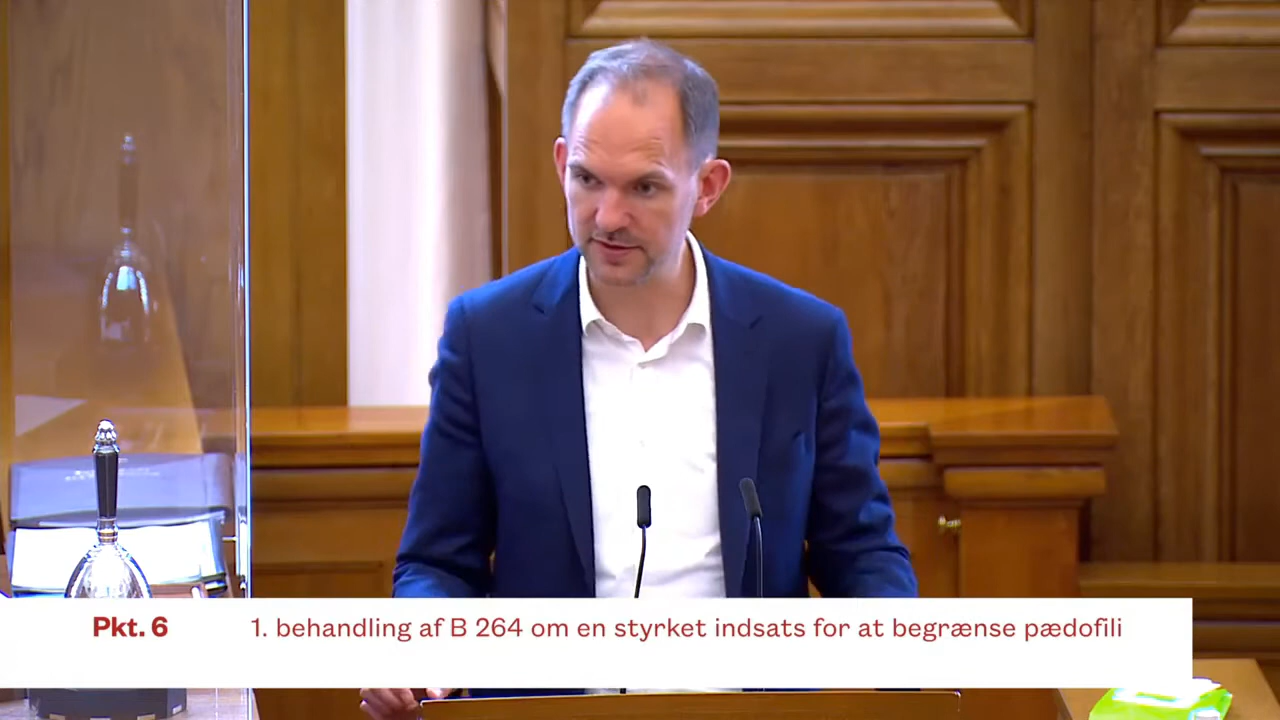 Pkt. 6 1. behandling af B 264 om en styrket indsats for at begrænse pædofili